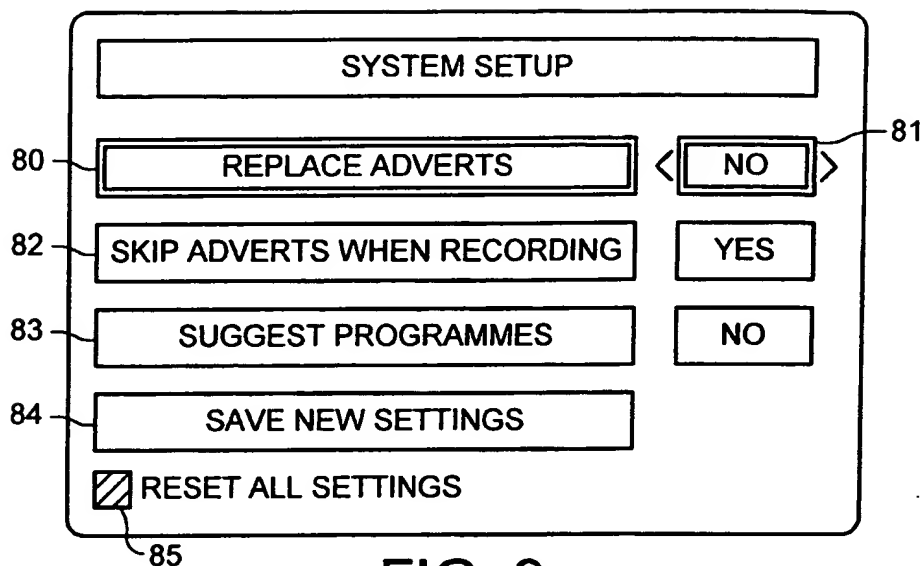 SYSTEM SETUP
80 REPLACE ADVERTS < NO > 81
82 SKIP ADVERTS WHEN RECORDING YES
83 SUGGEST PROGRAMMES NO
84 SAVE NEW SETTINGS
RESET ALL SETTINGS
85